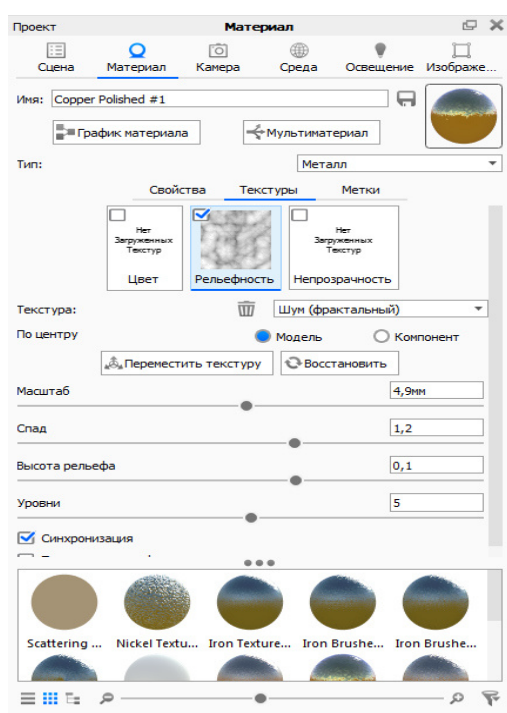 Проект Материал
Сцена Материал Камера Среда Освещение Изображе...
Имя: Copper Polished #1
График материала Мультиматериал
Тип: Металл
Свойства Текстуры Метки
Нет Загруженных Текстур
Нет Загруженных Текстур
Цвет Рельефность Непрозрачность
Текстура: Шум (фрактальный)
По центру Модель Компонент
Переместить текстуру Восстановить
Масштаб 4,9мм
Спад 1,2
Высота рельефа 0,1
Уровни 5
Синхронизация
Scattering ... Nickel Textu... Iron Texture... Iron Brushe... Iron Brushe...